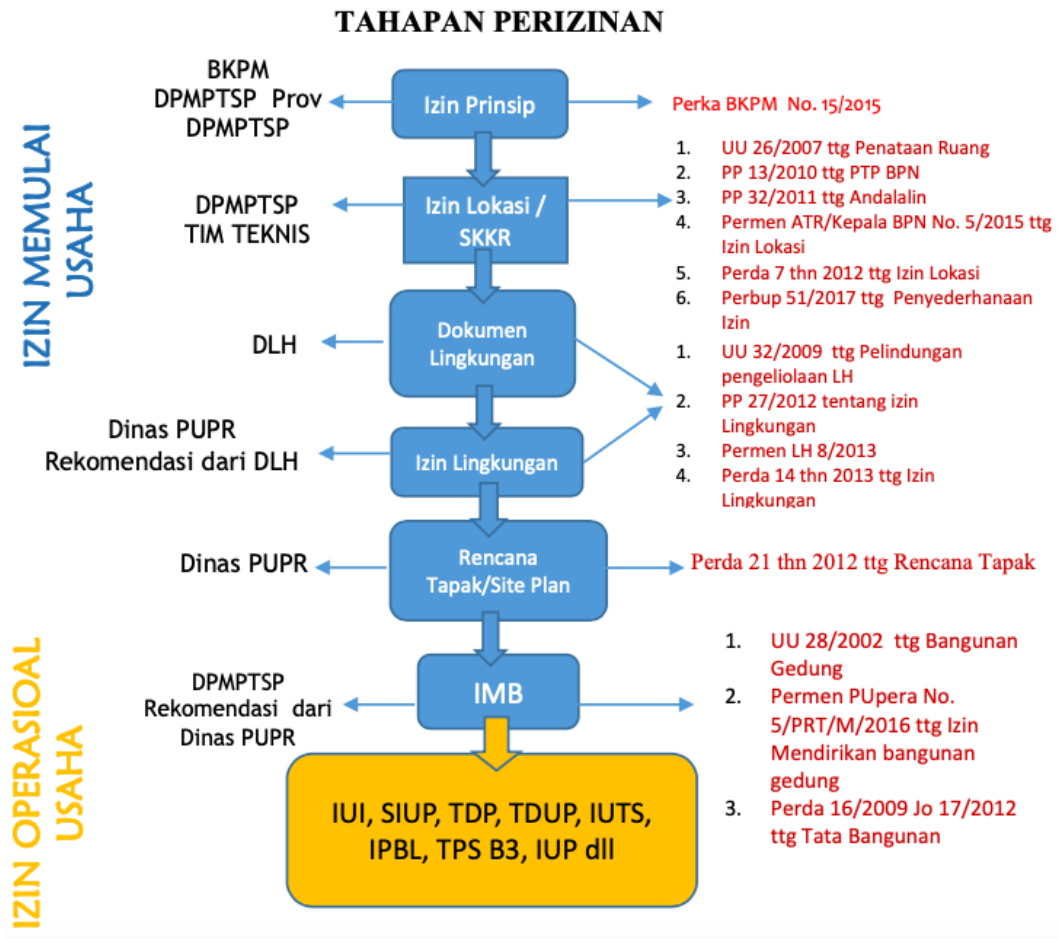 TAHAPAN PERIZINAN
IZIN MEMULAI
USAHA
BKPM
DPMPTSP Prov
DPMPTSP
Izin Prinsip
Perka BKPM No. 15/2015
DPMPTSP
TIM TEKNIS
Izin Lokasi /
SKKR
1. UU 26/2007 ttg Penataan Ruang
2. PP 13/2010 ttg PTP BPN
3. PP 32/2011 ttg Andalalin
4. Permen ATR/Kepala BPN No. 5/2015 ttg
Izin Lokasi
5. Perda 7 thn 2012 ttg Izin Lokasi
6. Perbup 51/2017 ttg Penyederhanaan
Izin
DLH
Dokumen
Lingkungan
1. UU 32/2009 ttg Pelindungan
pengeliolaan LH
2. PP 27/2012 tentang izin
Lingkungan
3. Permen LH 8/2013
4. Perda 14 thn 2013 ttg Izin
Lingkungan
Dinas PUPR
Rekomendasi dari DLH
Izin Lingkungan
Dinas PUPR
Rencana
Tapak/Site Plan
Perda 21 thn 2012 ttg Rencana Tapak
IZIN OPERASIOAL
USAHA
DPMPTSP
Rekomendasi dari
Dinas PUPR
IMB
1. UU 28/2002 ttg Bangunan
Gedung
2. Permen PUpera No.
5/PRT/M/2016 ttg Izin
Mendirikan bangunan
gedung
3. Perda 16/2009 Jo 17/2012
ttg Tata Bangunan
IUI, SIUP, TDP, TDUP, IUTS,
IPBL, TPS B3, IUP dll